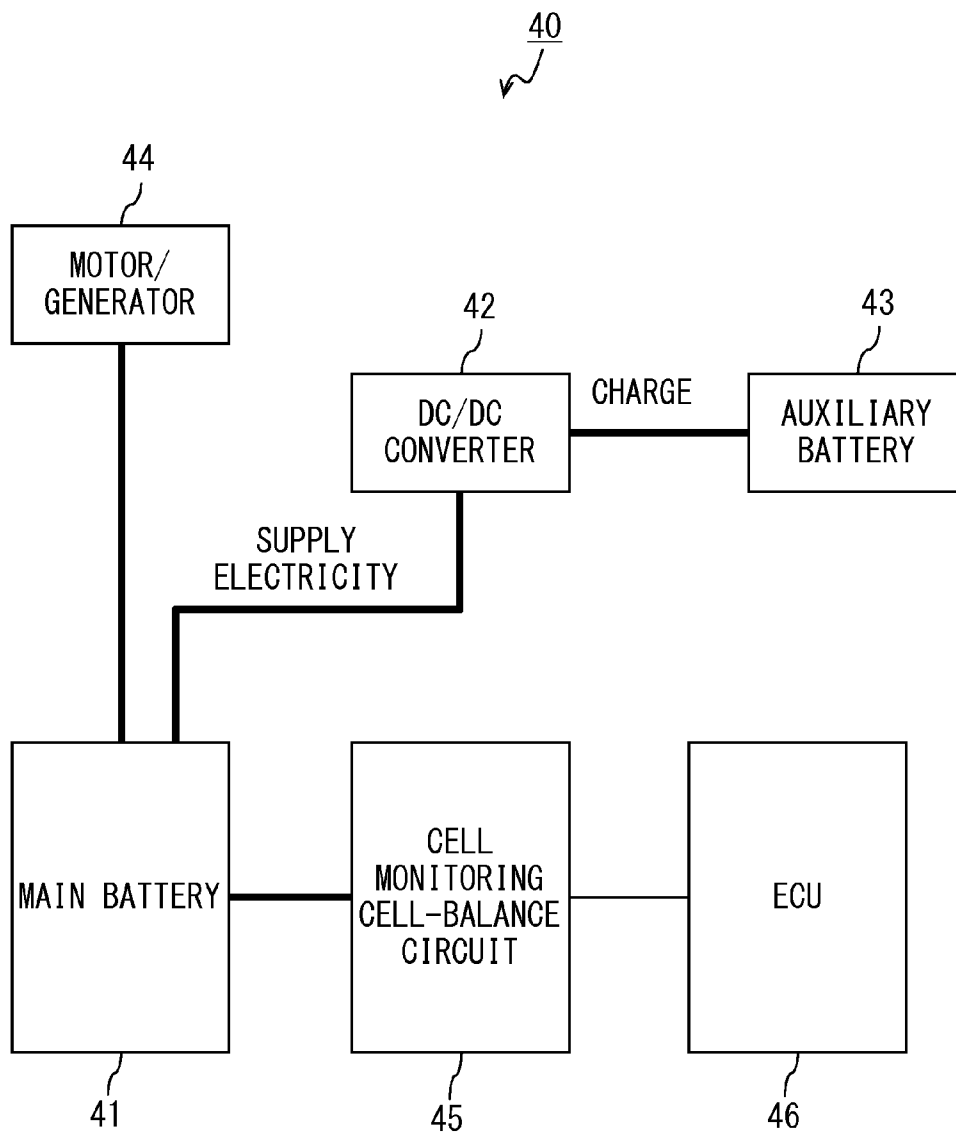 40
44
MOTOR/
GENERATOR
42
43
DC/DC
CONVERTER
CHARGE
AUXILIARY
BATTERY
SUPPLY
ELECTRICITY
MAIN BATTERY
CELL
MONITORING
CELL-BALANCE
CIRCUIT
ECU
41
45
46